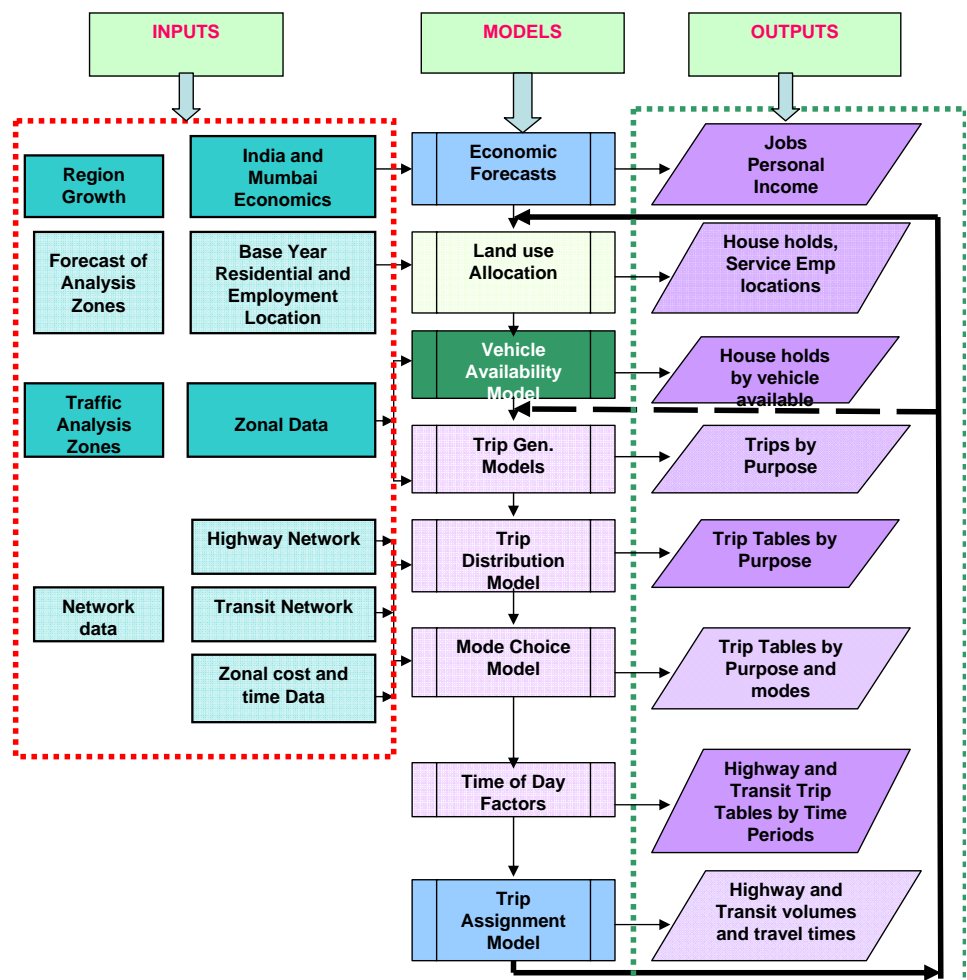 INPUTS
MODELS
OUTPUTS
Region
Growth
India and
Mumbai
Economics
Economic
Forecasts
Jobs
Personal
Income
Forecast of
Analysis
Zones
Base Year
Residential and
Employment
Location
Land use
Allocation
House holds,
Service Emp
locations
Vehicle
Availability
Model
House holds
by vehicle
available
Traffic
Analysis
Zones
Zonal Data
Trip Gen.
Models
Trips by
Purpose
Highway Network
Trip
Distribution
Model
Trip Tables by
Purpose
Network
data
Transit Network
Zonal cost and
time Data
Mode Choice
Model
Trip Tables by
Purpose and
modes
Time of Day
Factors
Highway and
Transit Trip
Tables by Time
Periods
Trip
Assignment
Model
Highway and
Transit volumes
and travel times